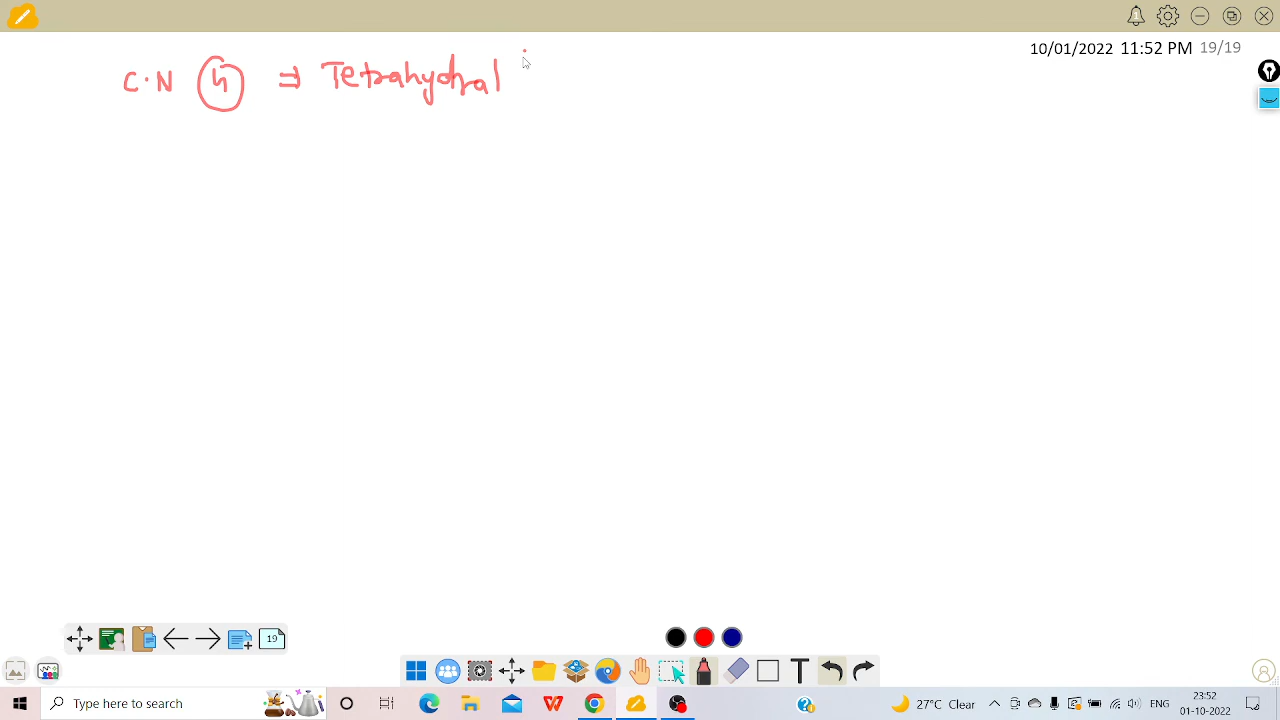 10/01/2022 11:52 PM 19/19
C·N 4 ⇒ Tetrahydral
19
T
Type here to search
W
27°C Clear
ENG
23:52
01-10-2022